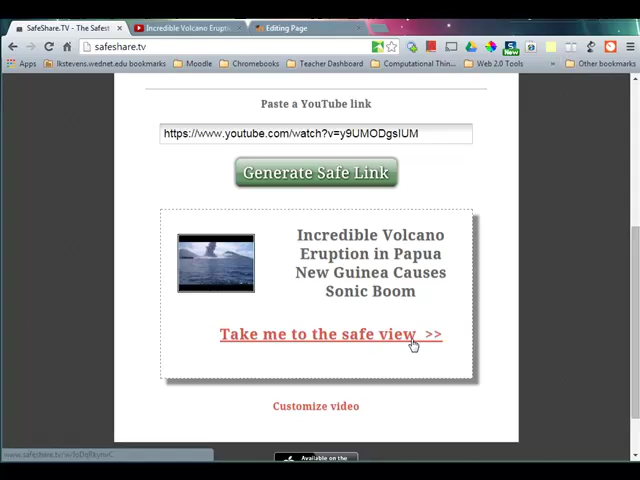 SafeShare.TV - The Safest
Incredible Volcano Erupti
Editing Page
safeshare.tv
New
Apps
lkstevens.wednet.edu bookmarks
Moodle
Chromebooks
Teacher Dashboard
Computational Thin...
Web 2.0 Tools
»
Other bookmarks
Paste a YouTube link
https://www.youtube.com/watch?v=y9UMODgsIUM
Generate Safe Link
Incredible Volcano
Eruption in Papua
New Guinea Causes
Sonic Boom
Take me to the safe view >>
Customize video
Available on the